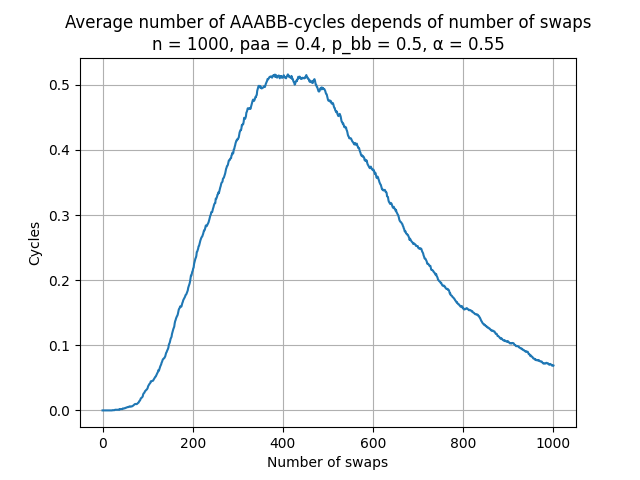 Average number of AAABB-cycles depends of number of swaps
n = 1000, paa = 0.4, p_bb = 0.5, α = 0.55
0.5
0.4
0.3
0.2
0.1
0.0
Cycles
0 200 400 600 800 1000
Number of swaps